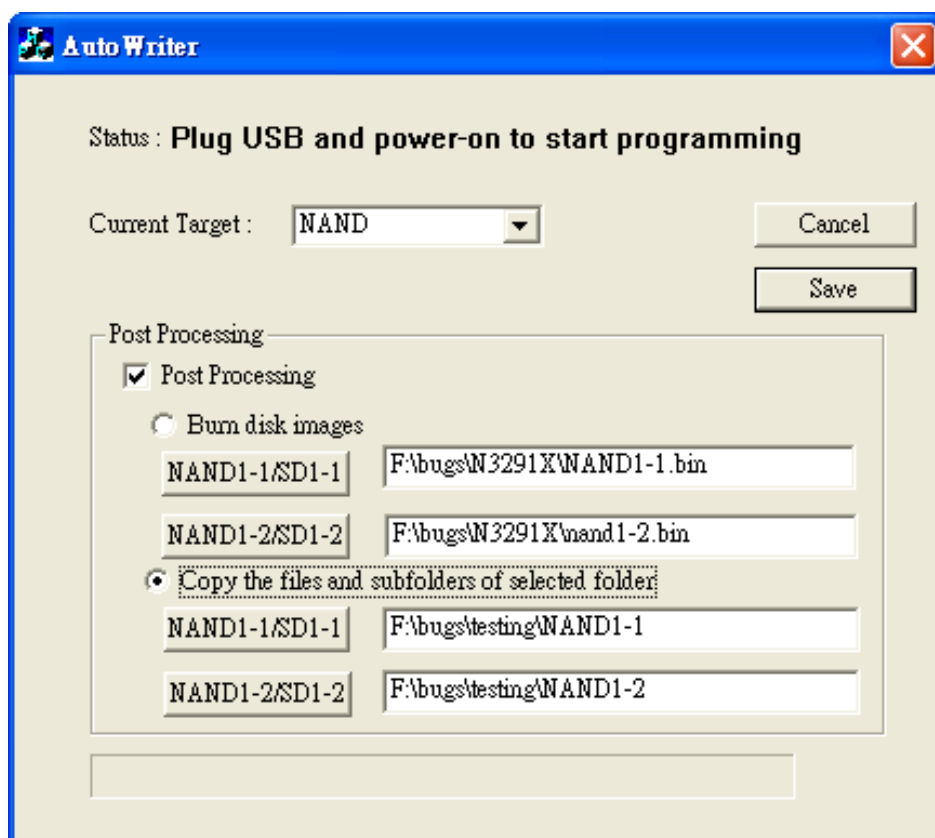 AutoWriter
Status : Plug USB and power-on to start programming
Current Target :
NAND
Cancel
Save
Post Processing
Post Processing
Burn disk images
NAND1-1/SD1-1
F:\bugs\N3291X\NAND1-1.bin
NAND1-2/SD1-2
F:\bugs\N3291X\nand1-2.bin
Copy the files and subfolders of selected folder
NAND1-1/SD1-1
F:\bugs\testing\NAND1-1
NAND1-2/SD1-2
F:\bugs\testing\NAND1-2